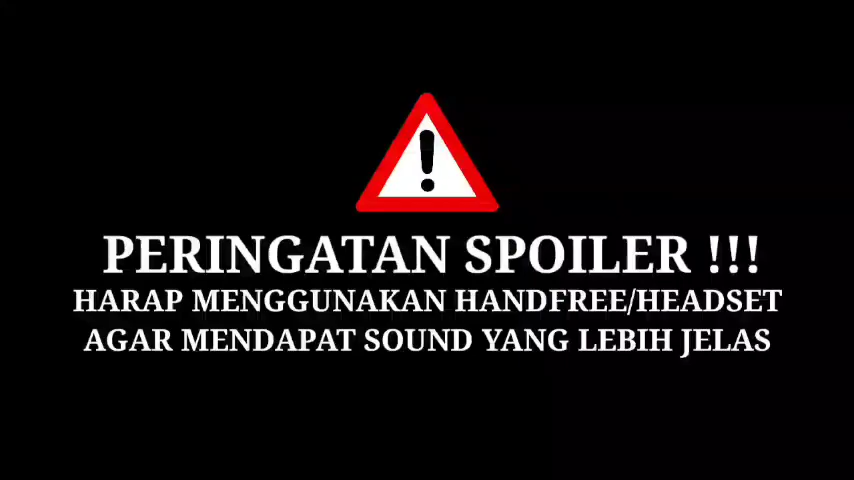 PERINGATAN SPOILER !!!
HARAP MENGGUNAKAN HANDFREE/HEADSET
AGAR MENDAPAT SOUND YANG LEBIH JELAS